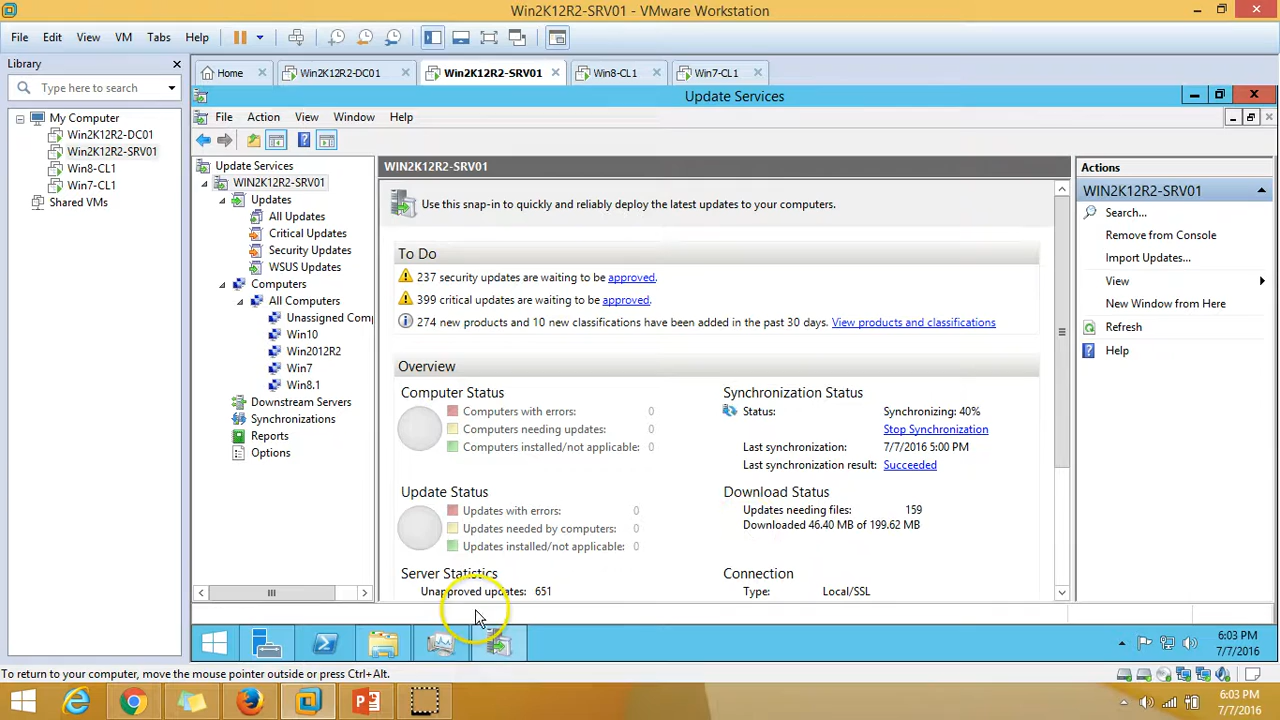 Win2K12R2-SRV01 - VMware Workstation
File Edit View VM Tabs Help
Library
Type here to search
My Computer
Win2K12R2-DC01
Win2K12R2-SRV01
Win8-CL1
Win7-CL1
Shared VMs
Home Win2K12R2-DC01 Win2K12R2-SRV01 Win8-CL1 Win7-CL1
Update Services
File Action View Window Help
Update Services
WIN2K12R2-SRV01
Updates
All Updates
Critical Updates
Security Updates
WSUS Updates
Computers
All Computers
Unassigned Comp
Win10
Win2012R2
Win7
Win8.1
Downstream Servers
Synchronizations
Reports
Options
WIN2K12R2-SRV01
Use this snap-in to quickly and reliably deploy the latest updates to your computers.
To Do
237 security updates are waiting to be approved.
399 critical updates are waiting to be approved.
274 new products and 10 new classifications have been added in the past 30 days. View products and classifications
Overview
Computer Status
Computers with errors: 0
Computers needing updates: 0
Computers installed/not applicable: 0
Synchronization Status
Status: Synchronizing: 40%
Stop Synchronization
Last synchronization: 7/7/2016 5:00 PM
Last synchronization result: Succeeded
Update Status
Updates with errors: 0
Updates needed by computers: 0
Updates installed/not applicable: 0
Download Status
Updates needing files: 159
Downloaded 46.40 MB of 199.62 MB
Server Statistics
Unapproved updates: 651
Connection
Type: Local/SSL
Actions
WIN2K12R2-SRV01
Search...
Remove from Console
Import Updates...
View
New Window from Here
Refresh
Help
6:03 PM
7/7/2016
To return to your computer, move the mouse pointer outside or press Ctrl+Alt.
6:03 PM
7/7/2016